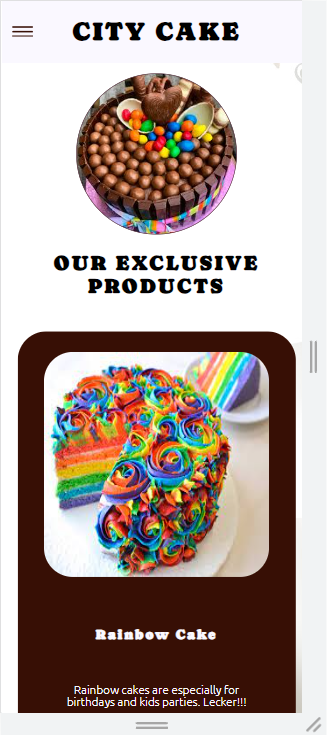 CITY CAKE
OUR EXCLUSIVE
PRODUCTS
Rainbow Cake
Rainbow cakes are especially for
birthdays and kids parties. Lecker!!!